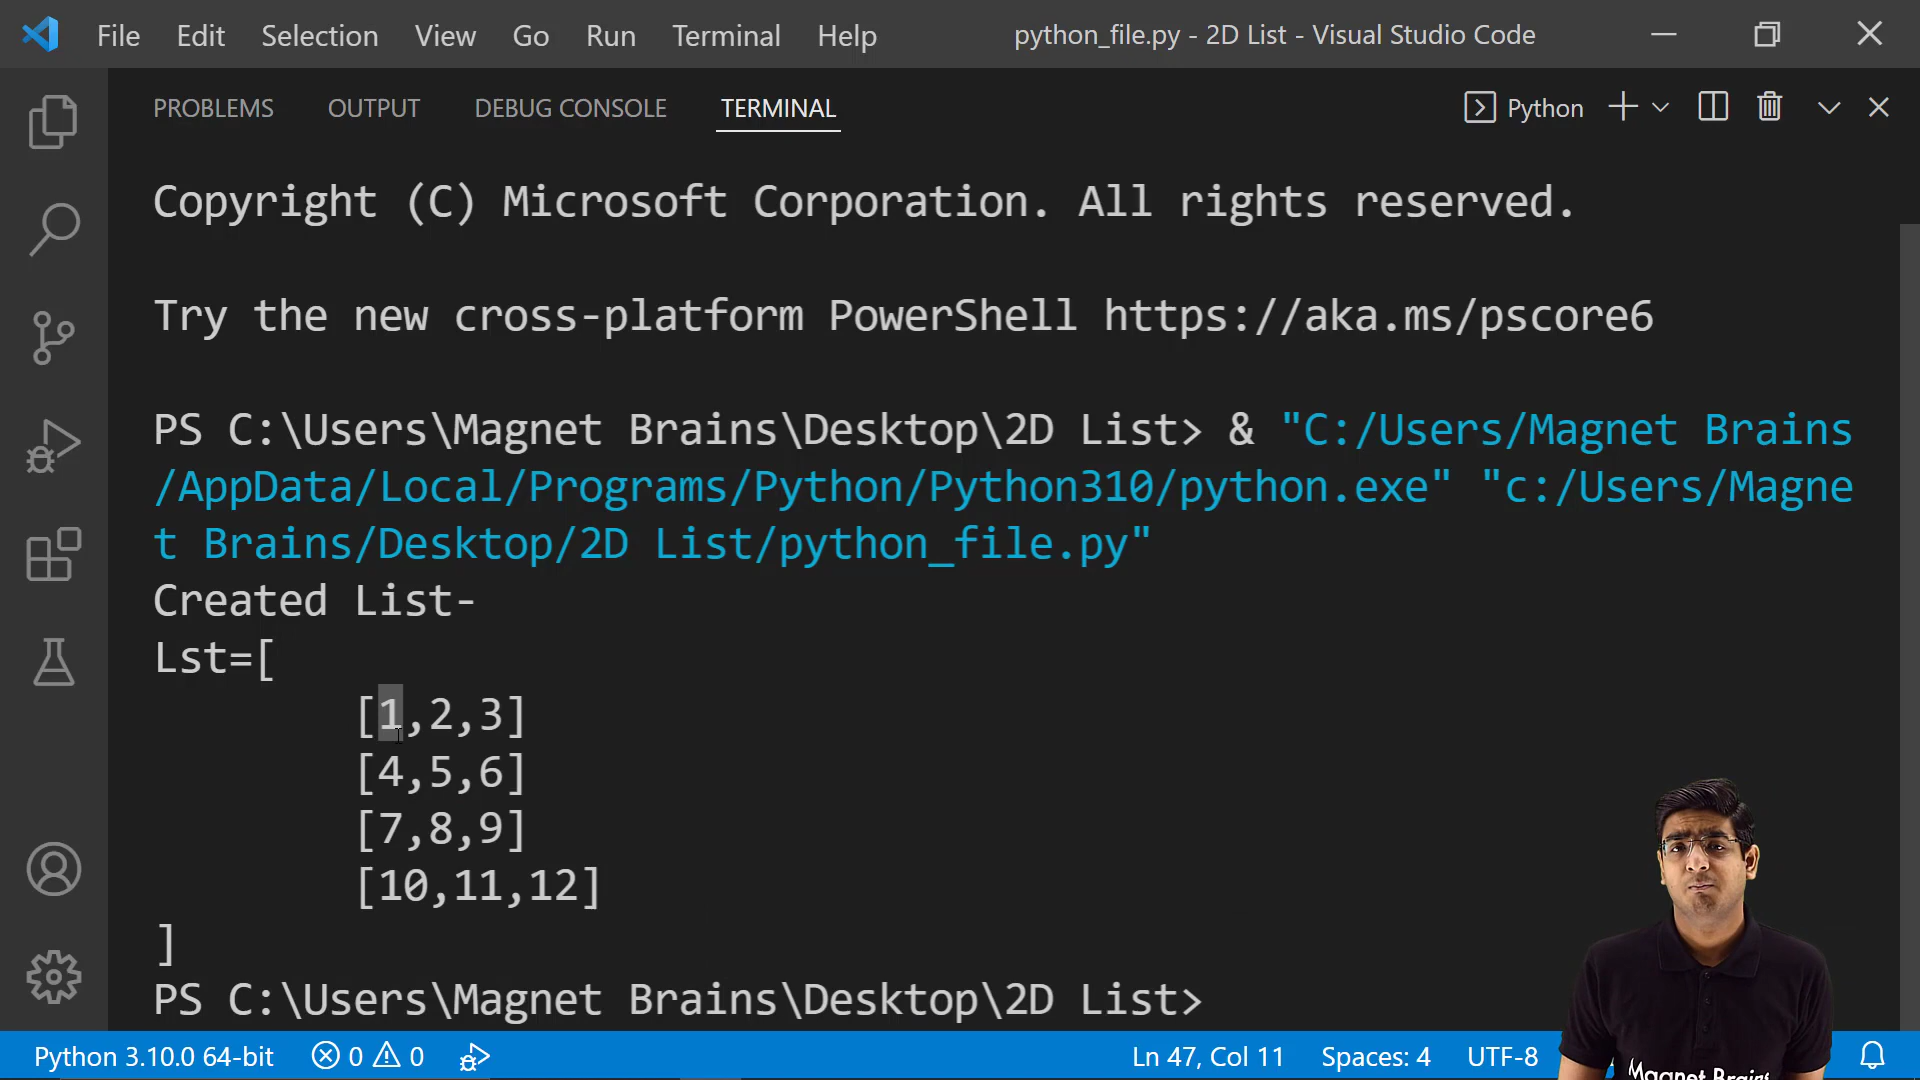 File Edit Selection View Go Run Terminal Help python_file.py - 2D List - Visual Studio Code
PROBLEMS OUTPUT DEBUG CONSOLE TERMINAL Python
Copyright (C) Microsoft Corporation. All rights reserved.
Try the new cross-platform PowerShell https://aka.ms/pscore6
PS C:\Users\Magnet Brains\Desktop\2D List> & "C:/Users/Magnet Brains
/AppData/Local/Programs/Python/Python310/python.exe" "c:/Users/Magne
t Brains/Desktop/2D List/python_file.py"
Created List-
Lst=[
[1,2,3]
[4,5,6]
[7,8,9]
[10,11,12]
]
PS C:\Users\Magnet Brains\Desktop\2D List>
Python 3.10.0 64-bit 0 0 Ln 47, Col 11 Spaces: 4 UTF-8
Magnet Brains